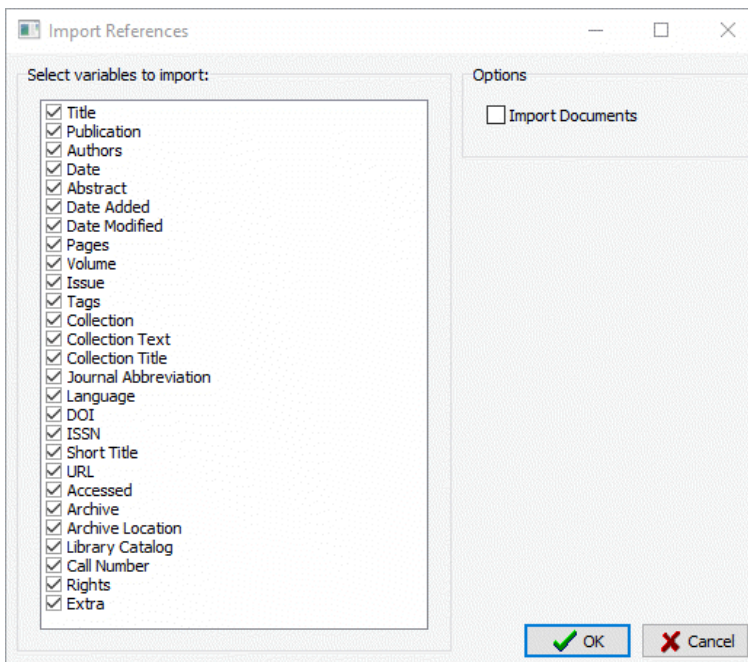 Import References
Select variables to import:
Title
Publication
Authors
Date
Abstract
Date Added
Date Modified
Pages
Volume
Issue
Tags
Collection
Collection Text
Collection Title
Journal Abbreviation
Language
DOI
ISSN
Short Title
URL
Accessed
Archive
Archive Location
Library Catalog
Call Number
Rights
Extra
Options
Import Documents
OK
Cancel